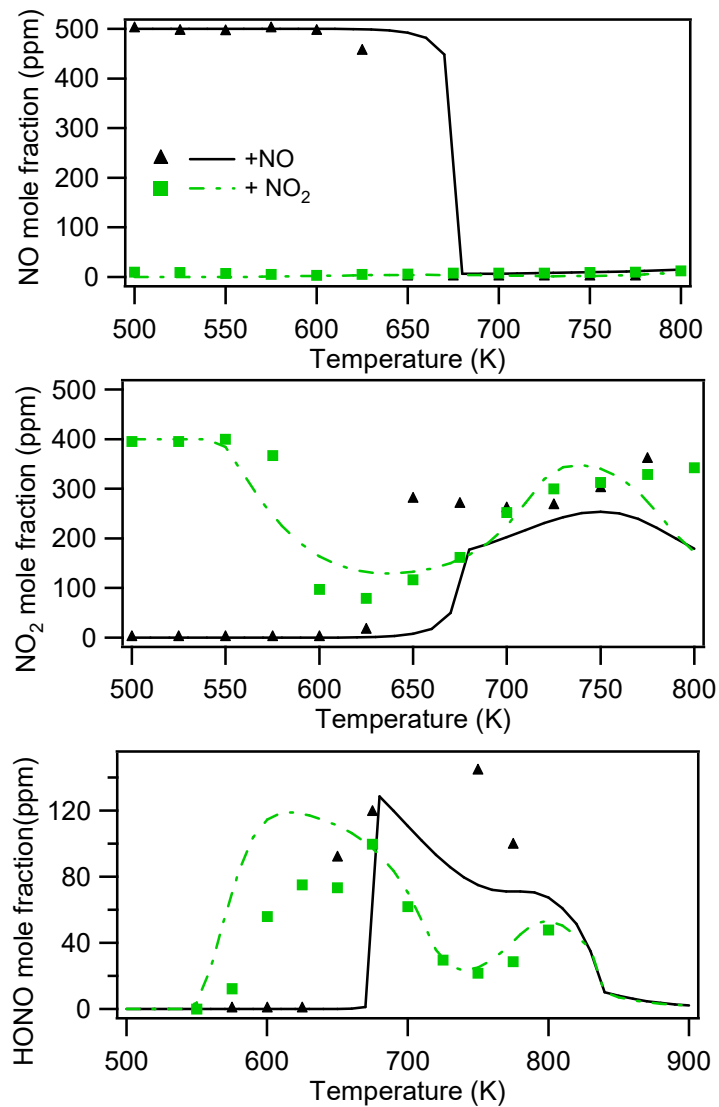 NO mole fraction (ppm)
500
400
300
200
100
0
+NO
+ NO2
500 550 600 650 700 750 800
Temperature (K)
NO2 mole fraction (ppm)
500
400
300
200
100
0
500 550 600 650 700 750 800
Temperature (K)
HONO mole fraction(ppm)
120
80
40
0
500 600 700 800 900
Temperature (K)